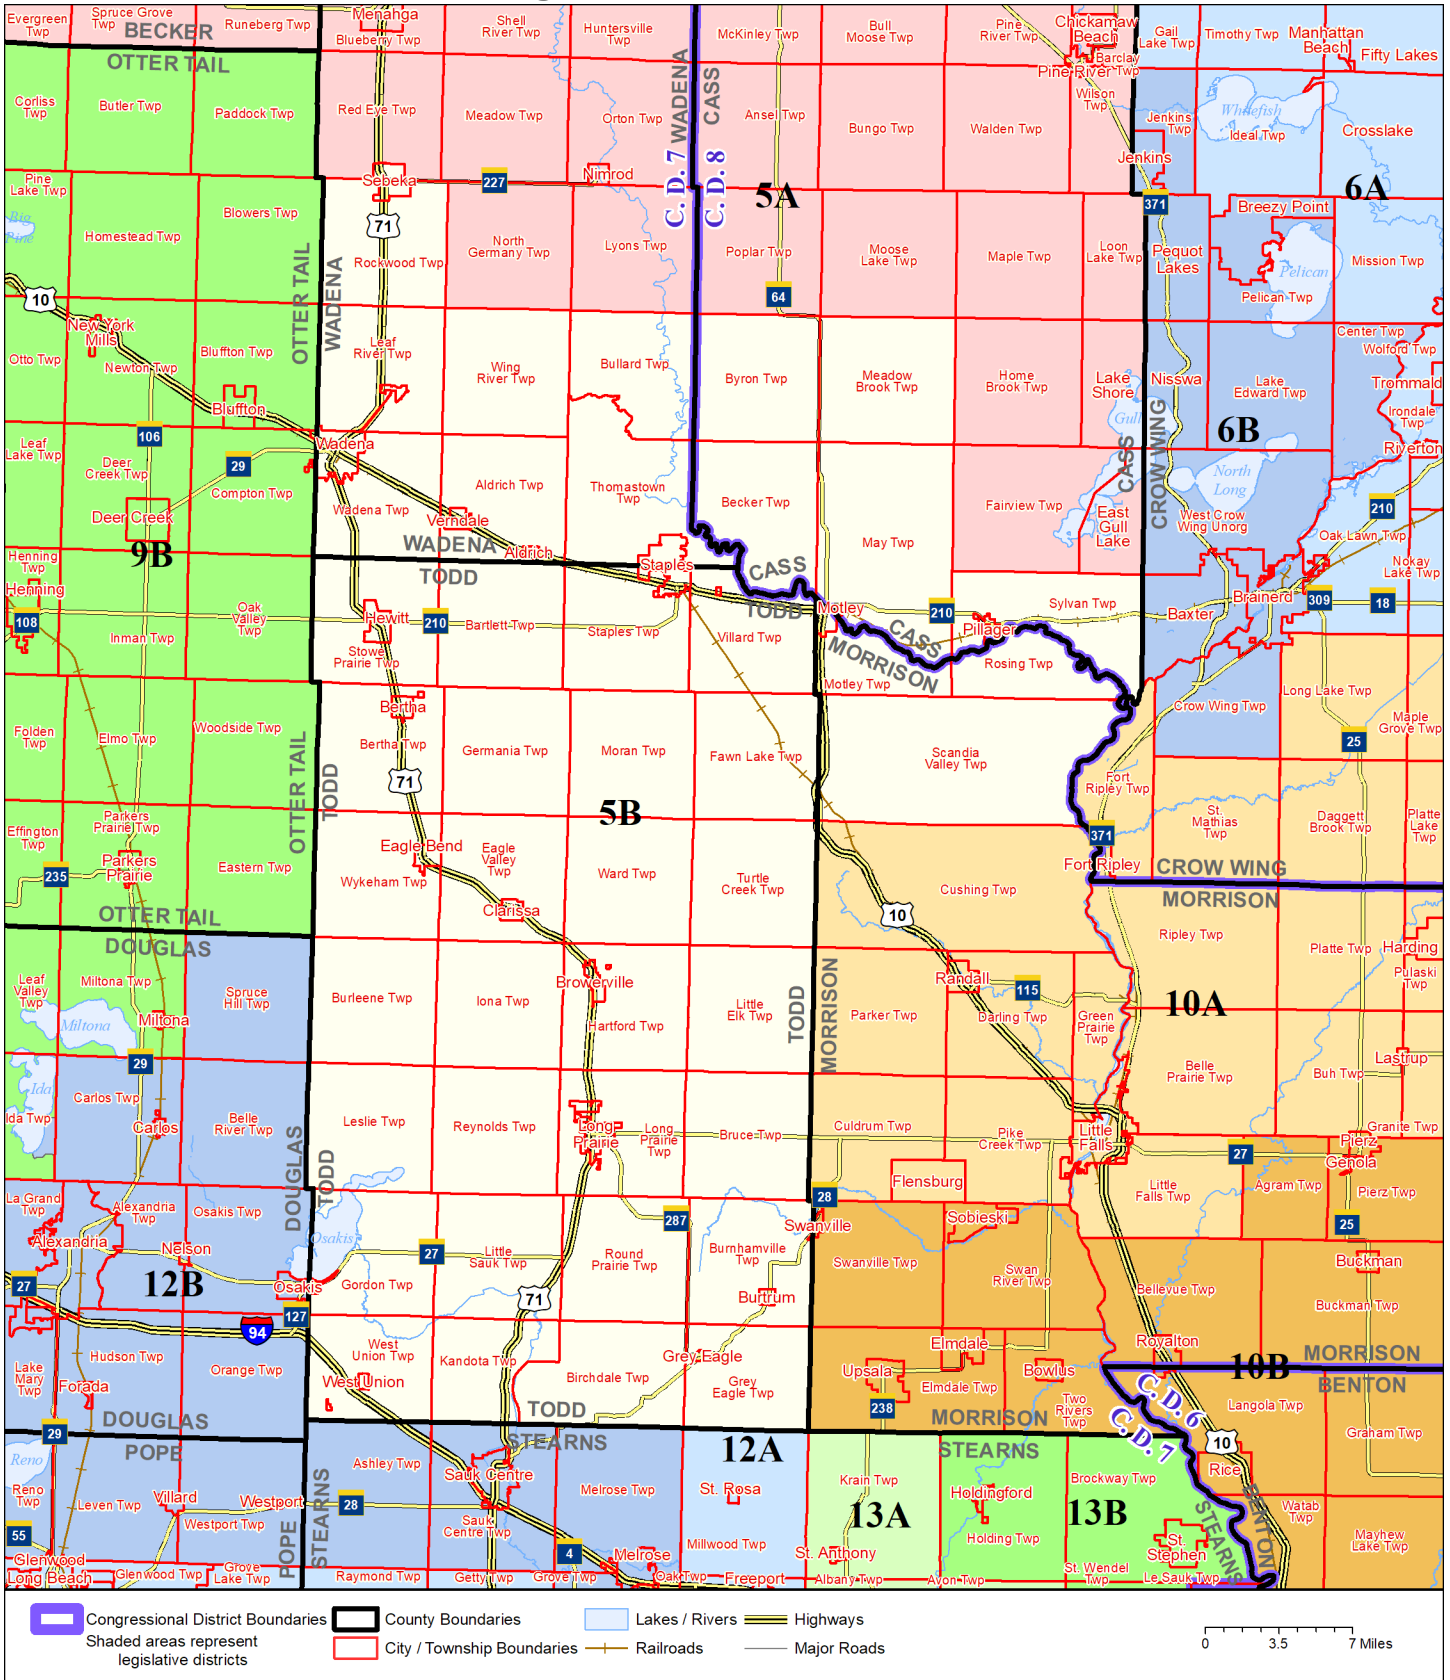 Evergreen
Twp
Spruce Grove
Twp
BECKER
Runeberg Twp
Menahga
Blueberry Twp
Shell
River Twp
Huntersville
Twp
McKinley Twp
Bull
Moose Twp
Pine
River Twp
Chickamaw
Beach
Barclay
Twp
Pine River
Wilson
Twp
Gail
Lake Twp
Timothy Twp
Manhattan
Beach
Fifty Lakes
OTTER TAIL
WADENA
CASS
Corliss
Twp
Butler Twp
Paddock Twp
Red Eye Twp
Meadow Twp
Orton Twp
Ansel Twp
Bungo Twp
Walden Twp
Jenkins
Twp
Whitefish
Ideal Twp
Crosslake
Jenkins
Pine
Lake Twp
Sebeka
227
Nimrod
C. D. 7
C. D. 8
5A
6A
371
Breezy Point
Big
Pine
Blowers Twp
Homestead Twp
71
Rockwood Twp
North
Germany Twp
Lyons Twp
Poplar Twp
Moose
Lake Twp
Maple Twp
Loon
Lake Twp
Pequot
Lakes
Pelican
Pelican Twp
Mission Twp
OTTER TAIL
WADENA
10
64
New York
Mills
Otto Twp
Newton Twp
Bluffton Twp
Leaf
River Twp
Wing
River Twp
Bullard Twp
Byron Twp
Meadow
Brook Twp
Home
Brook Twp
Lake
Shore
Gull
Nisswa
Lake
Edward Twp
Center Twp
Wolford Twp
Trommald
Irondale
Twp
Riverton
Bluffton
106
29
Wadena
6B
CASS
CROW WING
Leaf
Lake Twp
Deer
Creek Twp
Compton Twp
Deer Creek
Wadena Twp
Aldrich Twp
Verndale
Thomastown
Twp
Becker Twp
Fairview Twp
East
Gull
Lake
North
Long
West Crow
Wing Unorg
210
Oak Lawn Twp
Nokay
Lake Twp
9B
WADENA
Aldrich
TODD
Staples
May Twp
CASS
TODD
Henning
Twp
Henning
108
Oak
Valley
Twp
Inman Twp
Hewitt
210
Bartlett Twp
Staples Twp
Villard Twp
Motley
210
Sylvan Twp
Pillager
CASS
MORRISON
Rosing Twp
Motley Twp
Baxter
Brainerd
309
18
Stowe
Prairie Twp
Bertha
Bertha Twp
Folden
Twp
Elmo Twp
Woodside Twp
OTTER TAIL
TODD
71
Germania Twp
Moran Twp
Fawn Lake Twp
Scandia
Valley Twp
Crow Wing Twp
Long Lake Twp
Maple
Grove Twp
25
5B
Fort
Ripley Twp
St.
Mathias
Twp
Daggett
Brook Twp
Platte
Lake
Twp
371
Effington
Twp
Parkers
Prairie Twp
Parkers
Prairie
235
Eastern Twp
Eagle Bend
Wykeham Twp
Eagle
Valley
Twp
Ward Twp
Turtle
Creek Twp
Clarissa
Cushing Twp
10
Fort Ripley
CROW WING
MORRISON
OTTER TAIL
DOUGLAS
Ripley Twp
Platte Twp
Harding
Pulaski
Twp
Leaf
Valley
Twp
Miltona Twp
Miltona
Miltona
Spruce
Hill Twp
Burleene Twp
Iona Twp
Browerville
Hartford Twp
Little
Elk Twp
TODD
MORRISON
Parker Twp
Randall
115
Darling Twp
Green
Prairie
Twp
10A
29
Ida
Ida Twp
Carlos Twp
Carlos
Belle
River Twp
DOUGLAS
TODD
Leslie Twp
Reynolds Twp
Long
Prairie
Long
Prairie
Twp
Bruce Twp
Culdrum Twp
Pike
Creek Twp
Little
Falls
Belle
Prairie Twp
Buh Twp
Lastrup
Granite Twp
Pierz
Genola
27
Flensburg
Little
Falls Twp
Agram Twp
Pierz Twp
25
La Grand
Twp
Alexandria
Twp
Alexandria
Osakis Twp
Nelson
12B
27
Osakis
Osakis
127
94
Gordon Twp
27
Little
Sauk Twp
287
Round
Prairie Twp
Burnhamville
Twp
28
Swanville
Burtrum
71
Sobieski
Swanville Twp
Swan
River Twp
Bellevue Twp
Buckman
Buckman Twp
Lake
Mary
Twp
Hudson Twp
Forada
Orange Twp
West
Union Twp
West Union
Kandota Twp
Birchdale Twp
Grey Eagle
Grey
Eagle Twp
Upsala
238
Elmdale
Elmdale Twp
Bowlus
Two
Rivers
Twp
Royalton
10B
MORRISON
BENTON
C. D. 6
C. D. 7
Langola Twp
Graham Twp
DOUGLAS
POPE
29
TODD
STEARNS
12A
MORRISON
STEARNS
10
Rice
Reno
Reno
Twp
Leven Twp
Villard
Westport
Westport Twp
POPE
STEARNS
28
Ashley Twp
Sauk Centre
Sauk
Centre Twp
Melrose Twp
St. Rosa
Millwood Twp
Krain Twp
13A
Holdingford
Holding Twp
Brockway Twp
13B
St.
Stephen
STEARNS
BENTON
Watab
Twp
Mayhew
Lake Twp
55
Glenwood
Long Beach
Glenwood Twp
Grove
Lake Twp
Raymond Twp
Getty Twp
Grove Twp
4
Melrose
Oak Twp
Freeport
St. Anthony
Albany Twp
Avon Twp
St. Wendel
Twp
Le Sauk Twp
Congressional District Boundaries
Shaded areas represent
legislative districts
County Boundaries
City / Township Boundaries
Lakes / Rivers
Railroads
Highways
Major Roads
0 3.5 7 Miles